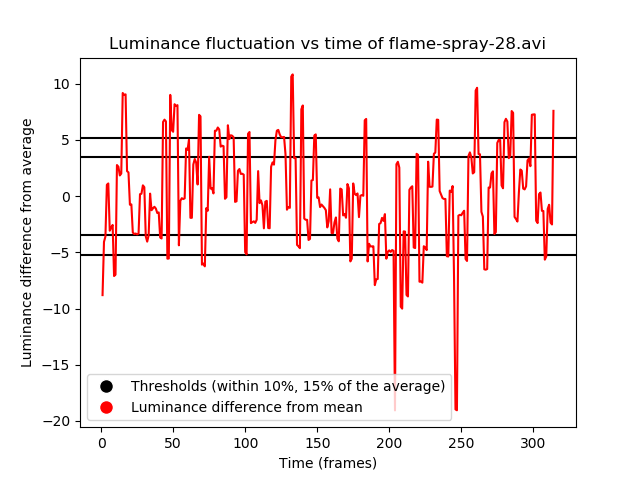 Luminance fluctuation vs time of flame-spray-28.avi
Luminance difference from average
10
5
0
−5
−10
−15
−20
Thresholds (within 10%, 15% of the average)
Luminance difference from mean
0 50 100 150 200 250 300
Time (frames)